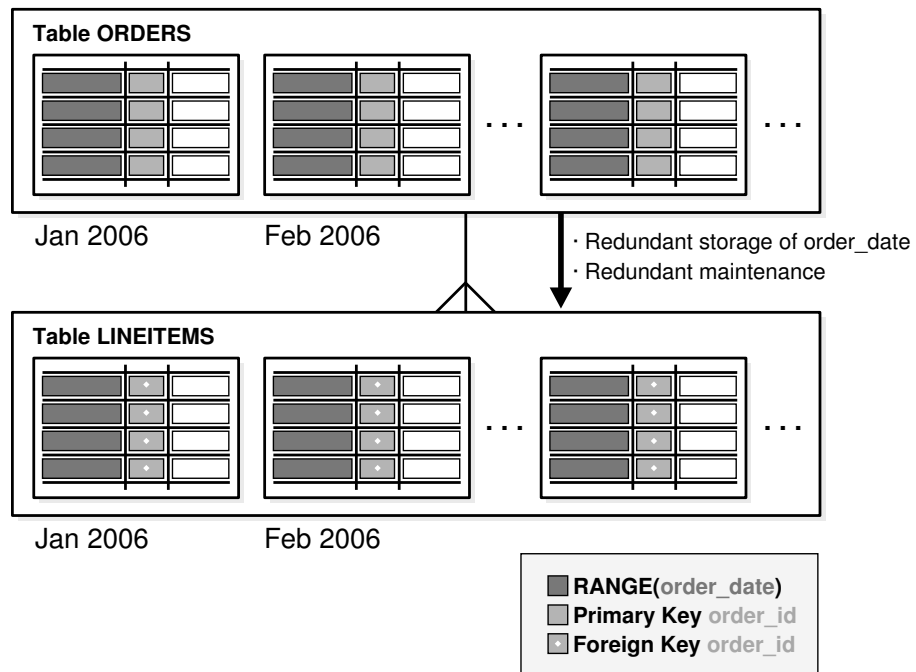 Table ORDERS
. . .
. . .
Jan 2006
Feb 2006
· Redundant storage of order_date
· Redundant maintenance
Table LINEITEMS
. . .
. . .
Jan 2006
Feb 2006
RANGE(order_date)
Primary Key order_id
Foreign Key order_id